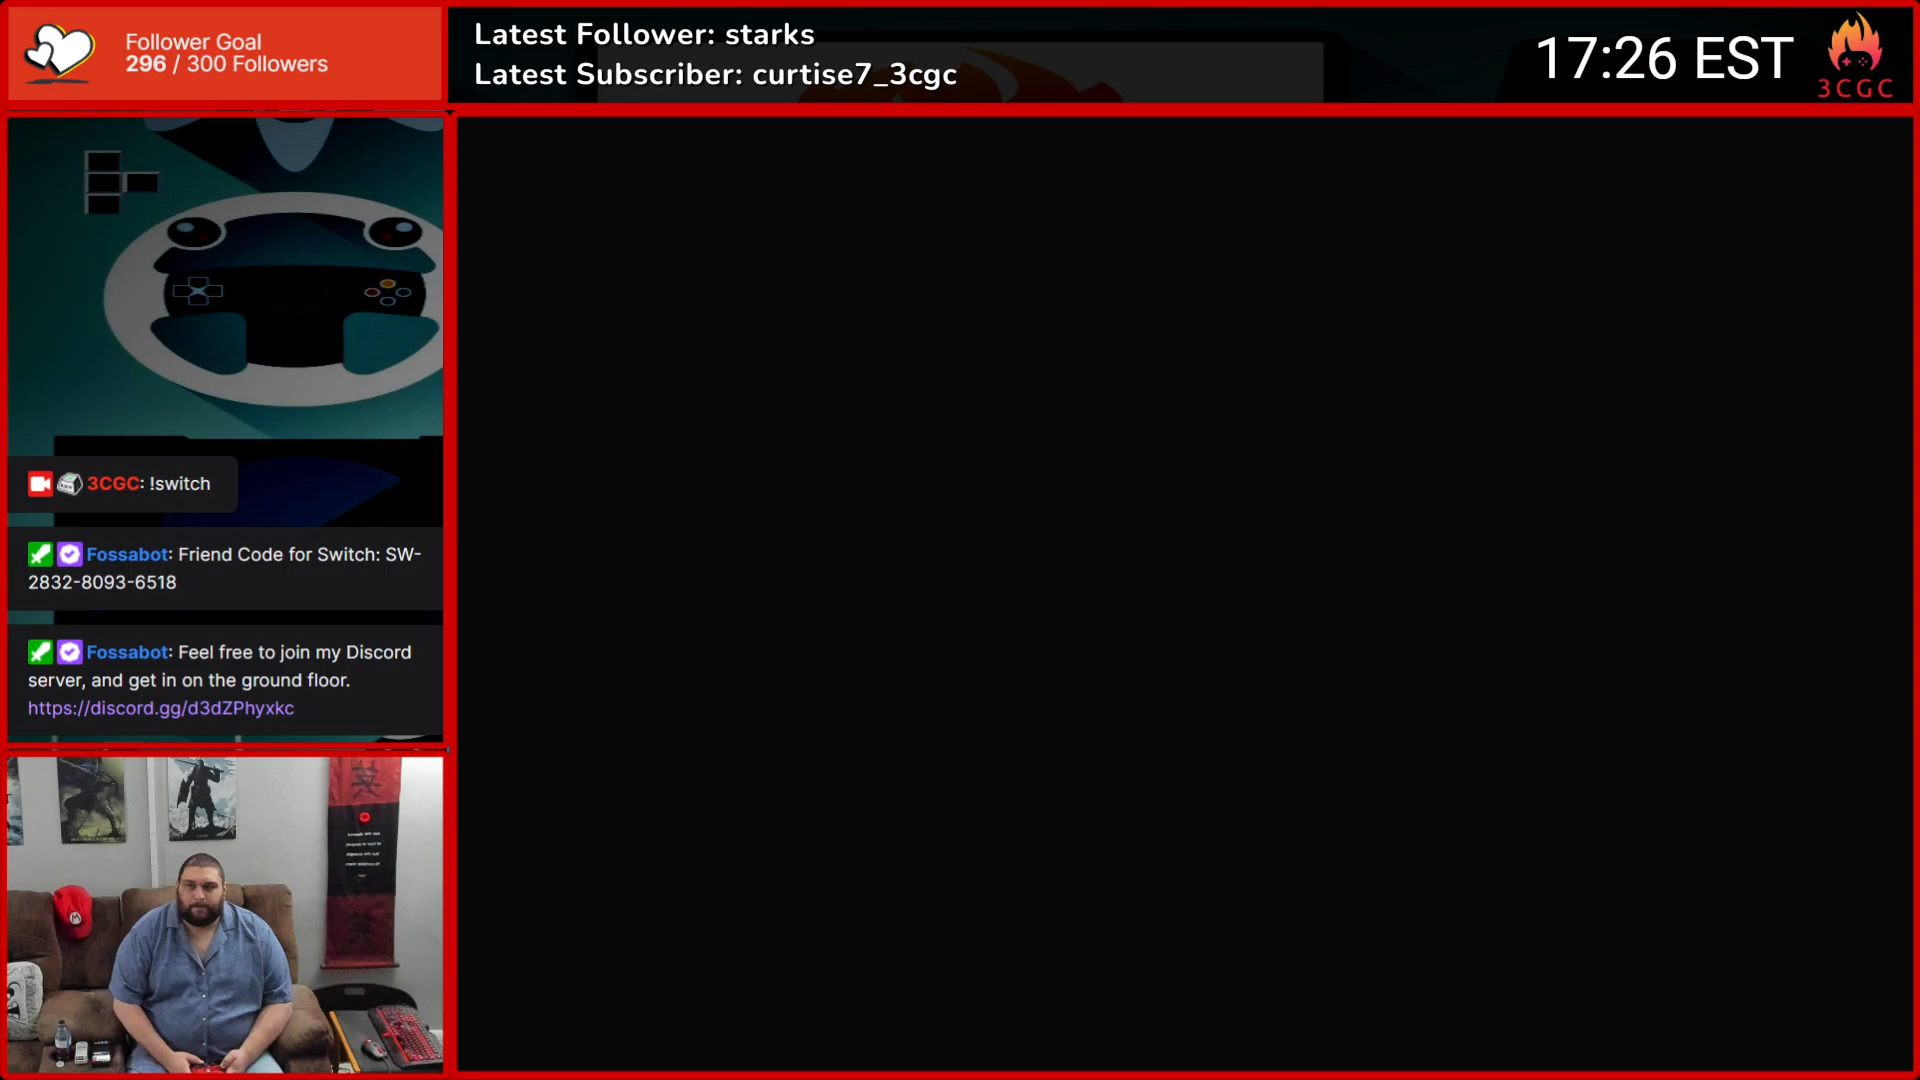 Follower Goal
296 / 300 Followers
Latest Follower: starks
Latest Subscriber: curtise7_3cgc
17:26 EST
3CGC
3CGC: !switch
Fossabot: Friend Code for Switch: SW-
2832-8093-6518
Fossabot: Feel free to join my Discord
server, and get in on the ground floor.
https://discord.gg/d3dZPhyxkc
M